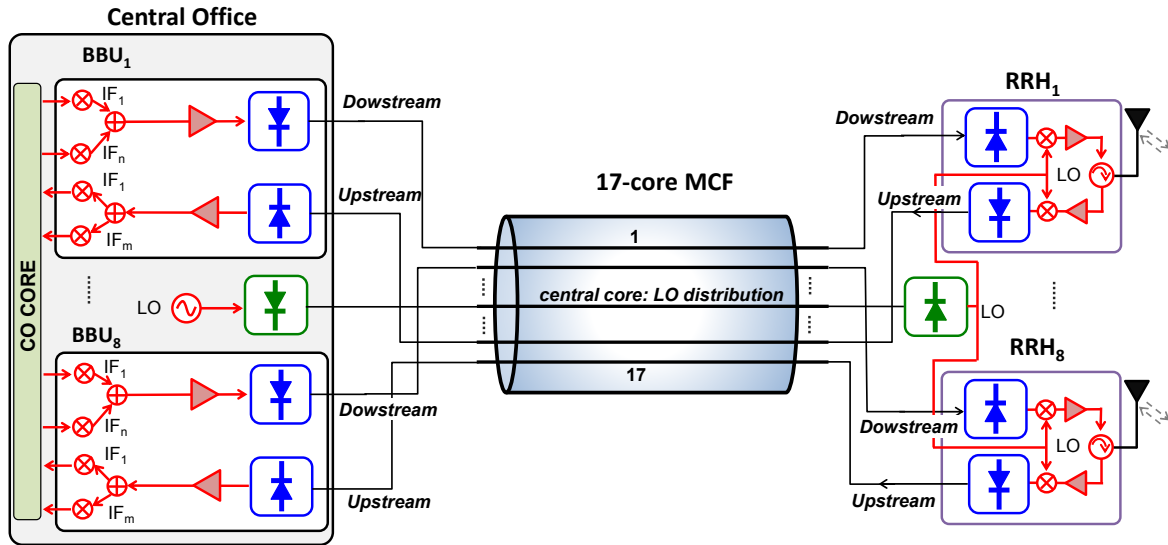 Central Office
BBU1
IF1
IFn
IF1
IFm
Dowstream
Upstream
CO CORE
LO
BBU8
IF1
IFn
IF1
IFm
Dowstream
Upstream
17-core MCF
1
central core: LO distribution
17
RRH1
Dowstream
LO
Upstream
LO
RRH8
LO
Dowstream
Upstream